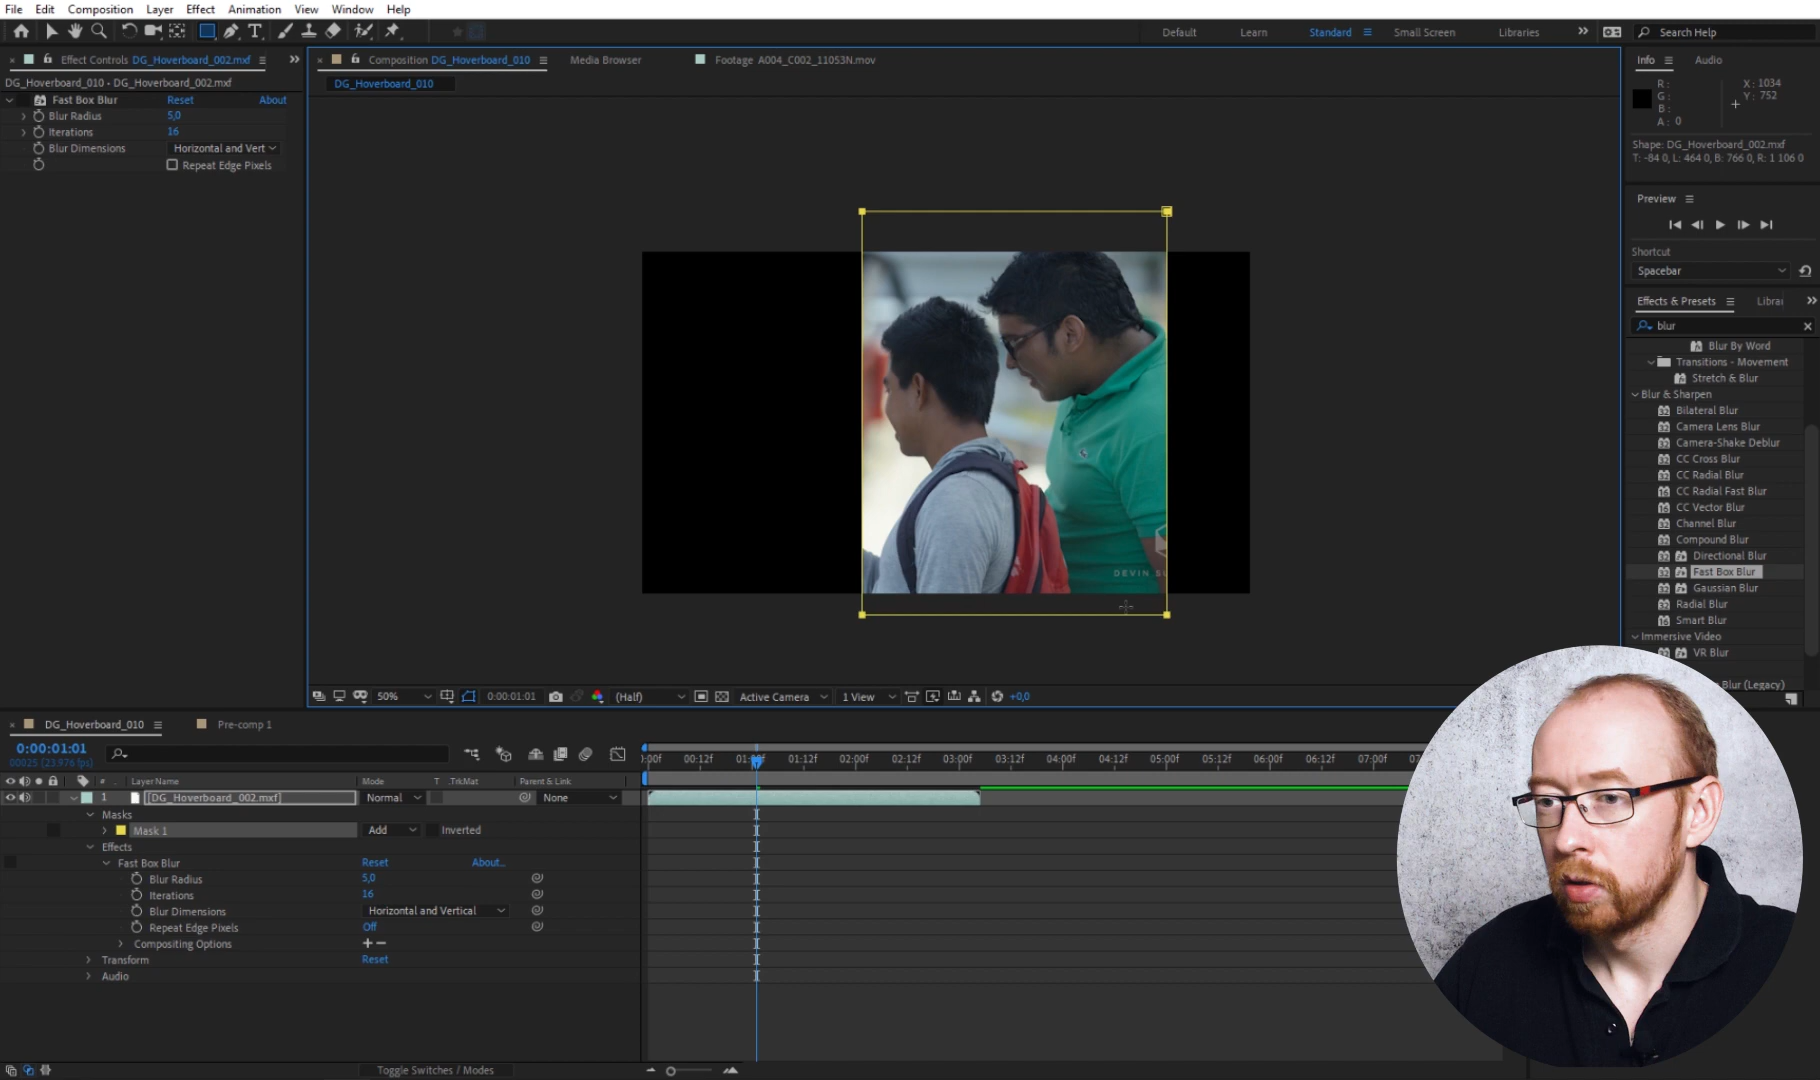 File Edit Composition Layer Effect Animation View Window Help
Default Learn Standard Small Screen Libraries Search Help
Effect Controls DG_Hoverboard_002.mxf
DG_Hoverboard_010 • DG_Hoverboard_002.mxf
Fast Box Blur Reset About
Blur Radius 5,0
Iterations 16
Blur Dimensions Horizontal and Vert
Repeat Edge Pixels
Composition DG_Hoverboard_010 Media Browser Footage A004_C002_11053N.mov
DG_Hoverboard_010
DEVIN SU
50% 0:00:01:01 (Half) Active Camera 1 View +0,0
Info Audio
R: X: 1034
G: Y: 752
B:
A: 0
Shape: DG_Hoverboard_002.mxf
T: -84 0, L: 464 0, B: 766 0, R: 1 106 0
Preview
Shortcut
Spacebar
Effects & Presets Librai
blur
Blur By Word
Transitions - Movement
Stretch & Blur
Blur & Sharpen
Bilateral Blur
Camera Lens Blur
Camera-Shake Deblur
CC Cross Blur
CC Radial Blur
CC Radial Fast Blur
CC Vector Blur
Channel Blur
Compound Blur
Directional Blur
Fast Box Blur
Gaussian Blur
Radial Blur
Smart Blur
Immersive Video
VR Blur
Blur (Legacy)
DG_Hoverboard_010 Pre-comp 1
0:00:01:01
00025 (23.976 fps)
:00f 00:12f 01:00f 01:12f 02:00f 02:12f 03:00f 03:12f 04:00f 04:12f 05:00f 05:12f 06:00f 06:12f 07:00f
# Layer Name Mode T .TrkMat Parent & Link
1 [DG_Hoverboard_002.mxf] Normal None
Masks
Mask 1 Add Inverted
Effects
Fast Box Blur Reset About...
Blur Radius 5,0
Iterations 16
Blur Dimensions Horizontal and Vertical
Repeat Edge Pixels Off
Compositing Options + −
Transform Reset
Audio
Toggle Switches / Modes